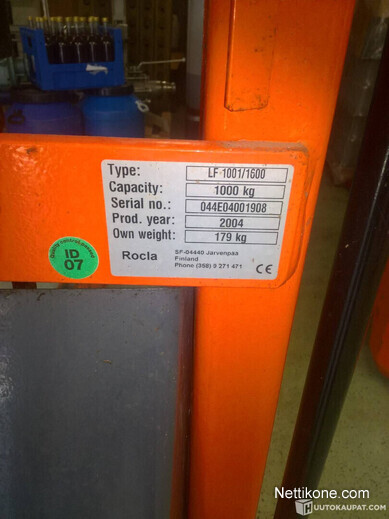 Type: LF 1001/1600
Capacity: 1000 kg
Serial no.: 044E04001908
Prod. year: 2004
Own weight: 179 kg
Rocla
SF-04440 Jarvenpaa
Finland
Phone (358) 0 271 471
CE
ID
07
Nettikone.com
HUUTOKAUPAT.COM